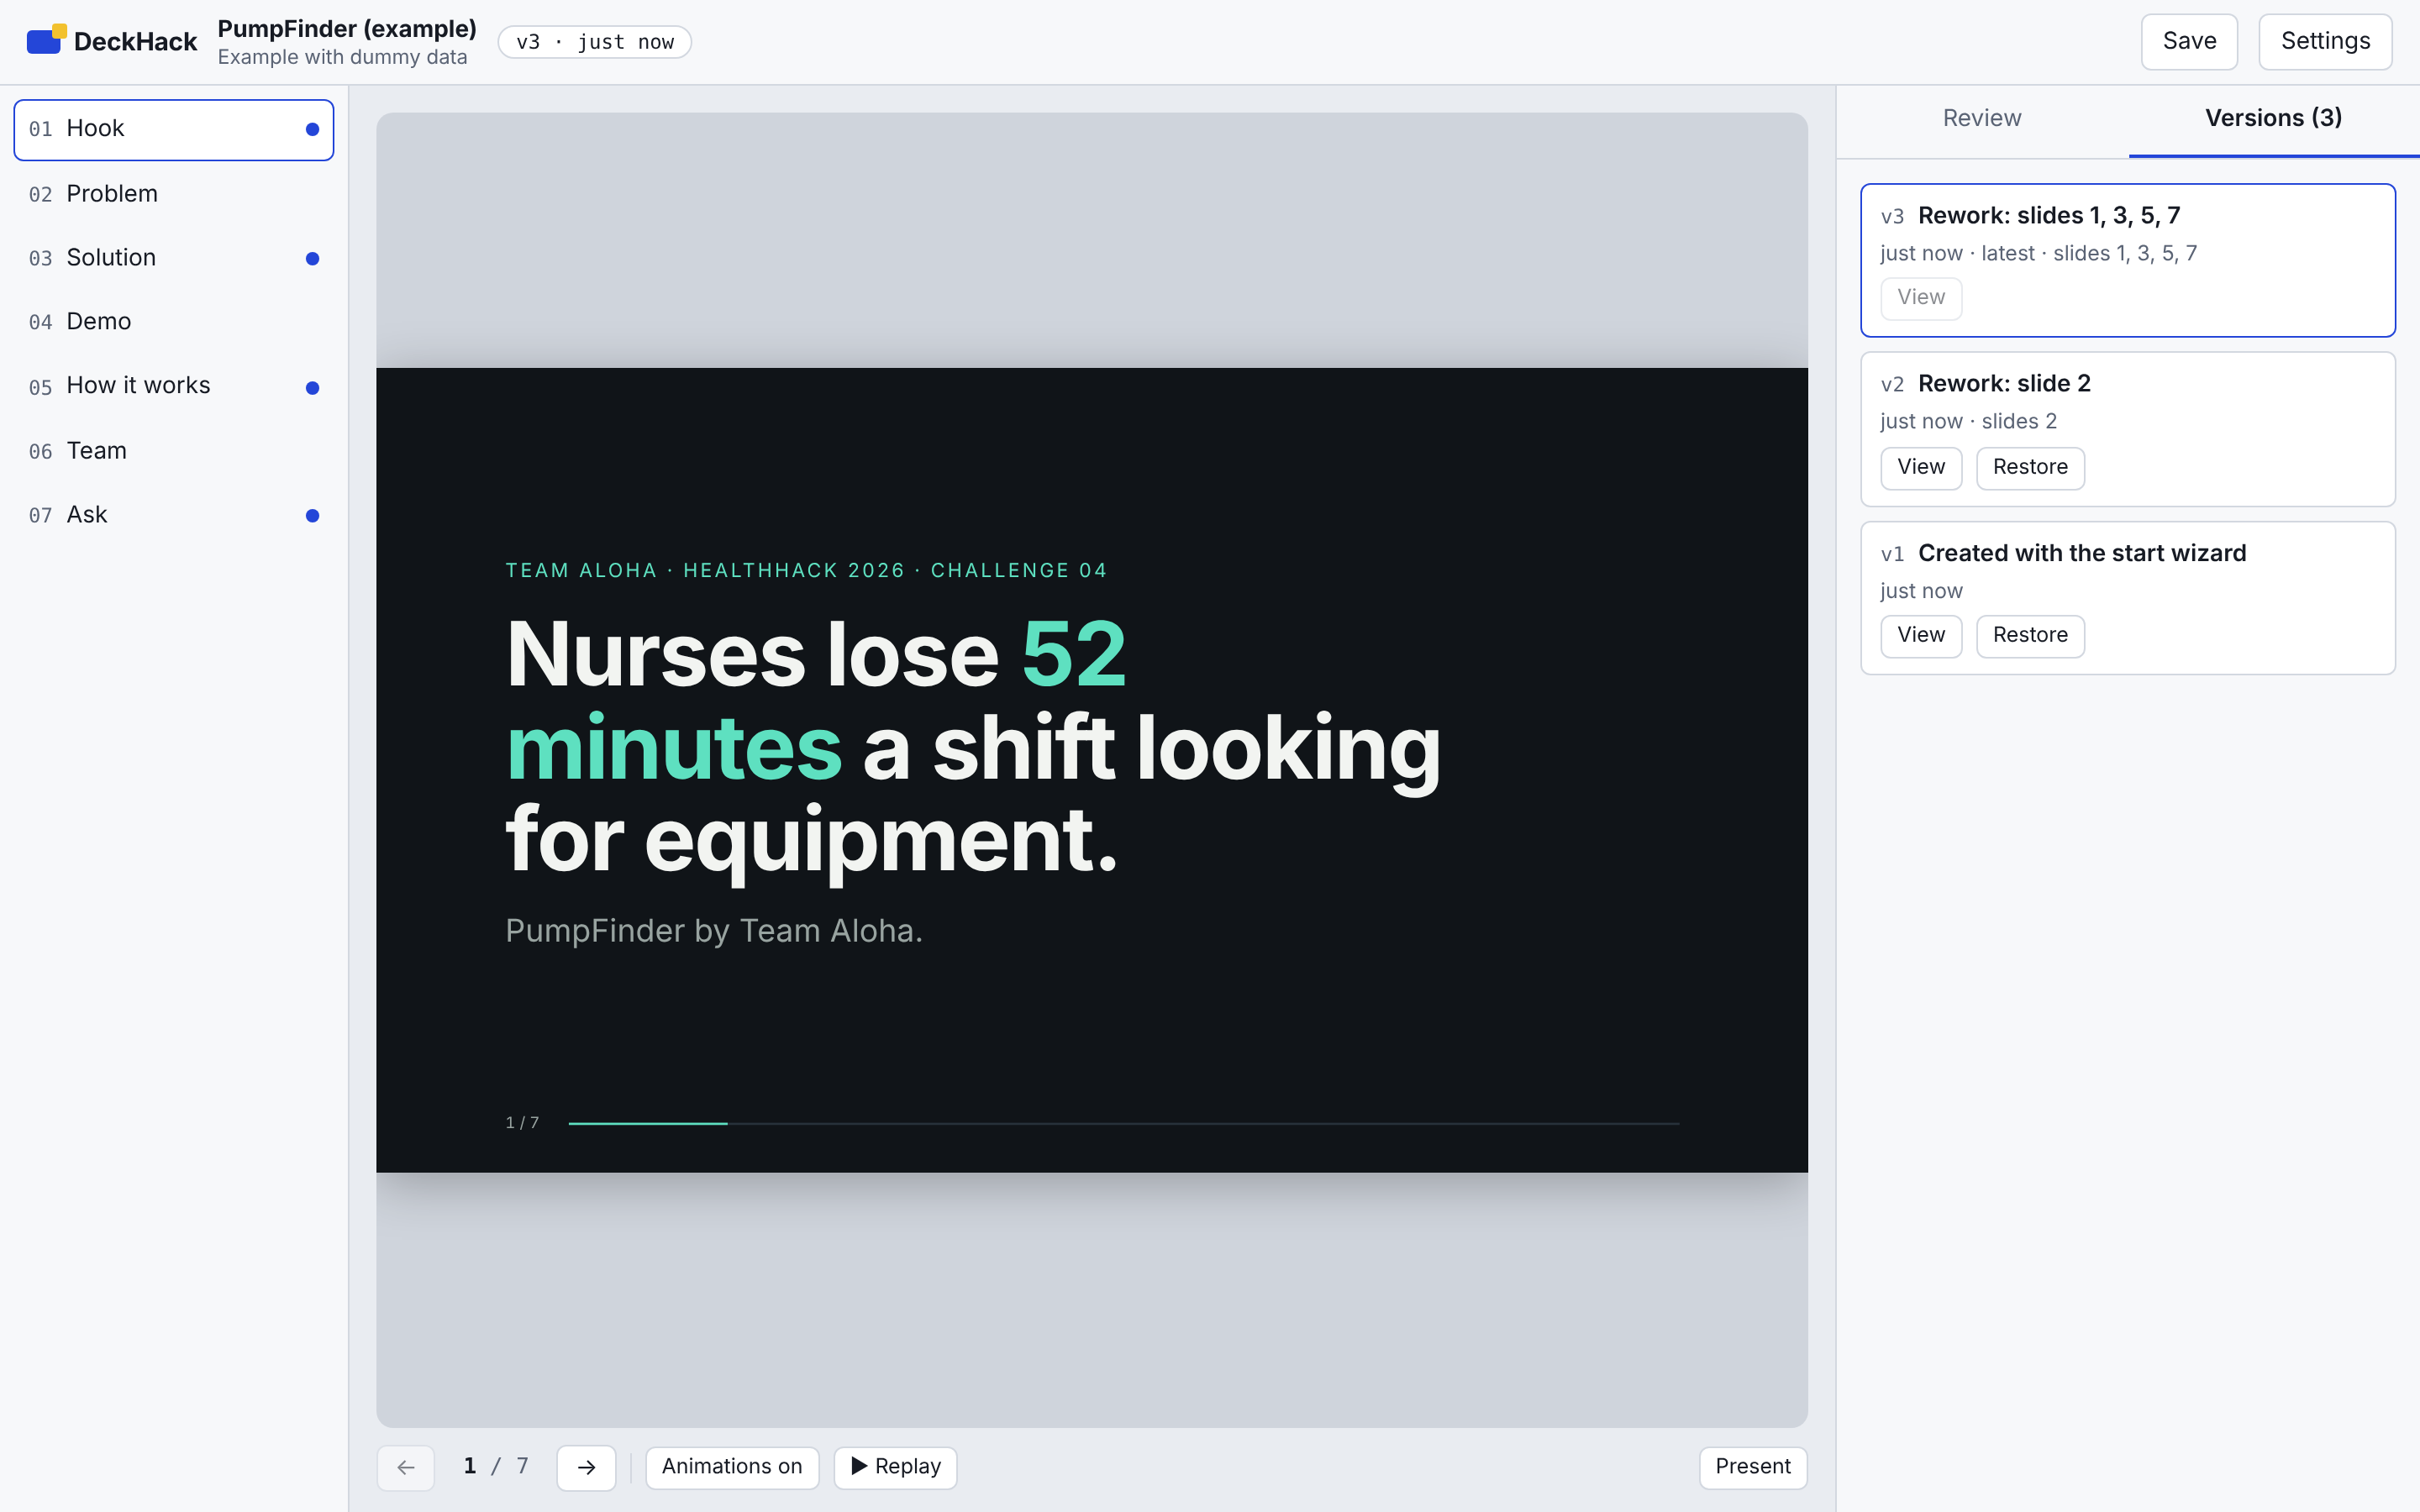 DeckHack
PumpFinder (example)
Example with dummy data
v3 · just now
Save
Settings
01 Hook
02 Problem
03 Solution
04 Demo
05 How it works
06 Team
07 Ask
TEAM ALOHA · HEALTHHACK 2026 · CHALLENGE 04
Nurses lose 52
minutes a shift looking
for equipment.
PumpFinder by Team Aloha.
1 / 7
← 1 / 7 →
Animations on
▶ Replay
Present
Review
Versions (3)
v3 Rework: slides 1, 3, 5, 7
just now · latest · slides 1, 3, 5, 7
View
v2 Rework: slide 2
just now · slides 2
View Restore
v1 Created with the start wizard
just now
View Restore